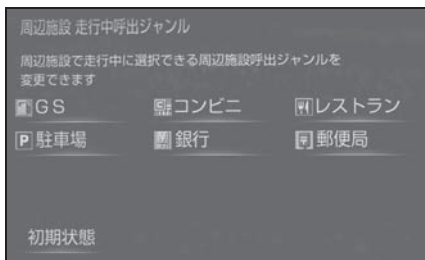 周辺施設 走行中呼出ジャンル
周辺施設で走行中に選択できる周辺施設呼出ジャンルを
変更できます
GS コンビニ レストラン
P 駐車場 銀行 郵便局
初期状態